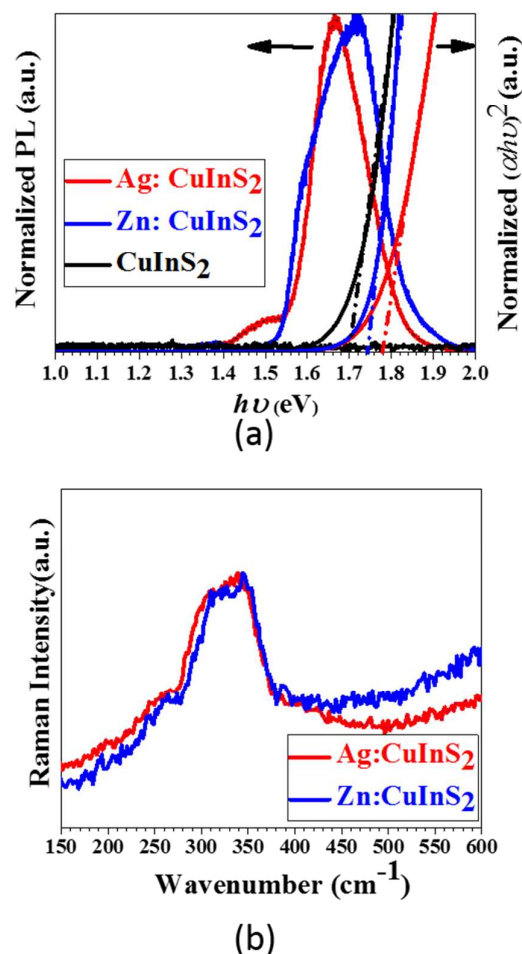 Normalized PL (a.u.)
Ag: CuInS2
Zn: CuInS2
CuInS2
Normalized (αhυ)2 (a.u.)
1.0 1.1 1.2 1.3 1.4 1.5 1.6 1.7 1.8 1.9 2.0
hυ (eV)
(a)
Raman Intensity(a.u.)
Ag:CuInS2
Zn:CuInS2
150 200 250 300 350 400 450 500 550 600
Wavenumber (cm-1)
(b)